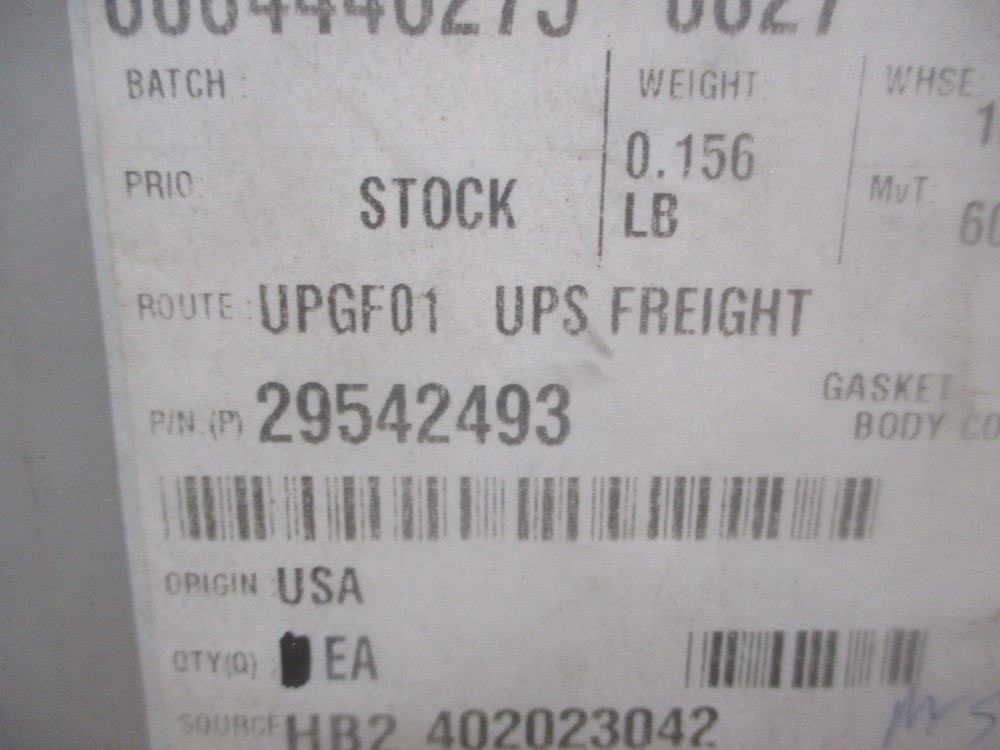 BATCH :
WEIGHT
WHSE
0.156
LB
PRIO:
STOCK
MvT
ROUTE : UPGF01 UPS FREIGHT
P/N:(P) 29542493
GASKET
BODY CO
ORIGIN :USA
QTY(Q) EA
SOURCE HB2 402023042